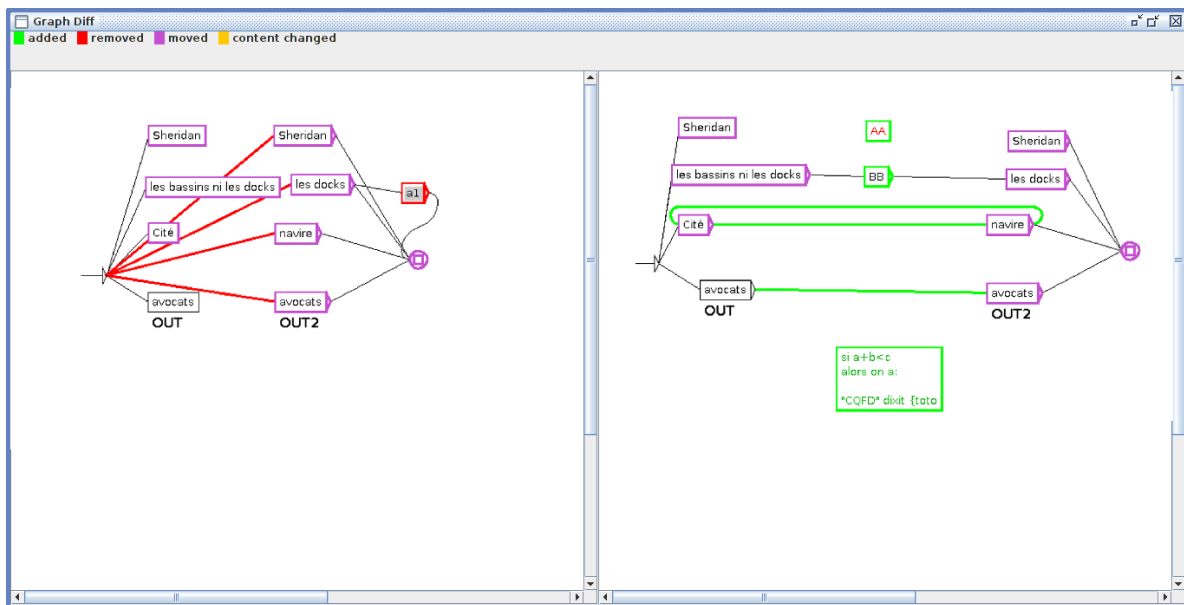 Graph Diff
added removed moved content changed
Sheridan Sheridan
les bassins ni les docks les docks a1
Cité navire
avocats avocats
OUT OUT2
Sheridan AA Sheridan
les bassins ni les docks BB les docks
Cité navire
avocats avocats
OUT OUT2
si a+b<c
alors on a:
"CQFD" dixit {toto